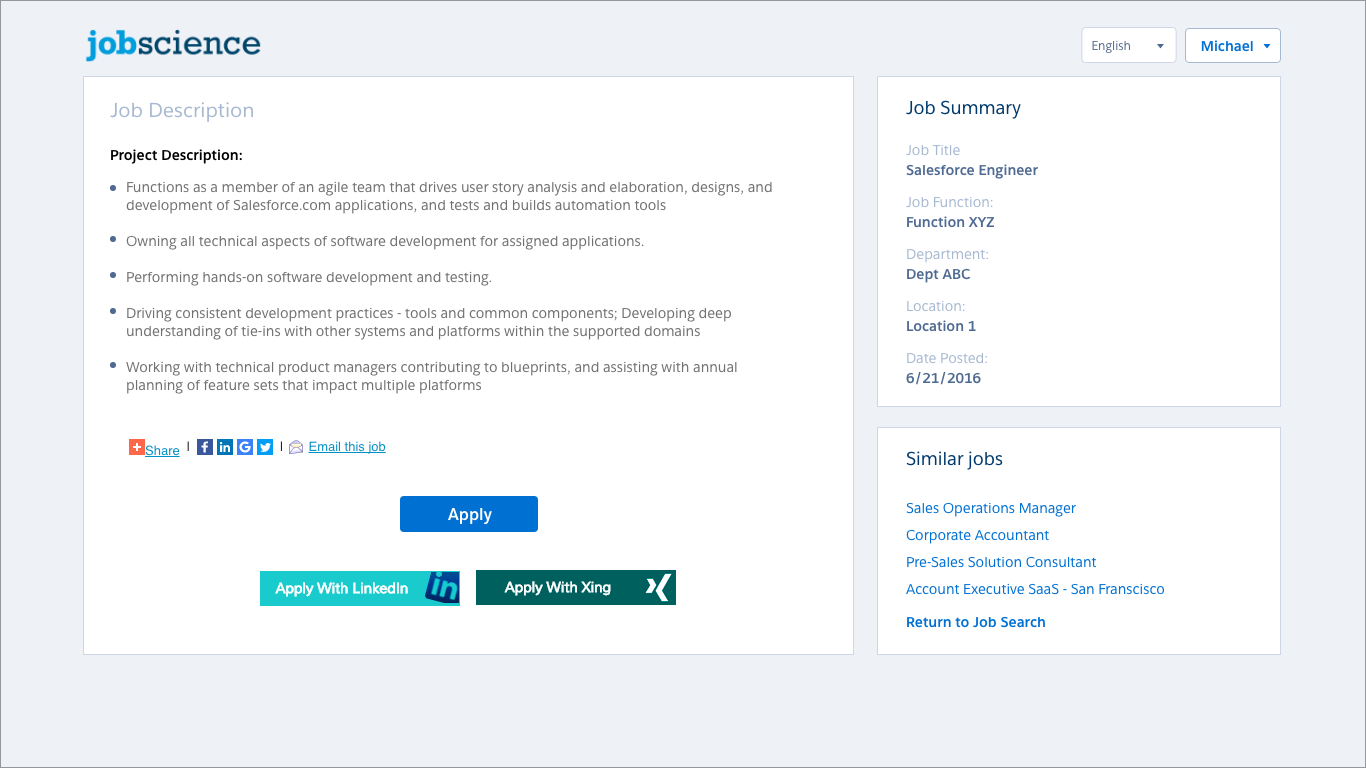 jobscience
English
Michael
Job Description
Project Description:
Functions as a member of an agile team that drives user story analysis and elaboration, designs, and
development of Salesforce.com applications, and tests and builds automation tools
Owning all technical aspects of software development for assigned applications.
Performing hands-on software development and testing.
Driving consistent development practices - tools and common components; Developing deep
understanding of tie-ins with other systems and platforms within the supported domains
Working with technical product managers contributing to blueprints, and assisting with annual
planning of feature sets that impact multiple platforms
Share | f in G | Email this job
Apply
Apply With LinkedIn in
Apply With Xing
Job Summary
Job Title
Salesforce Engineer
Job Function:
Function XYZ
Department:
Dept ABC
Location:
Location 1
Date Posted:
6/21/2016
Similar jobs
Sales Operations Manager
Corporate Accountant
Pre-Sales Solution Consultant
Account Executive SaaS - San Franscisco
Return to Job Search